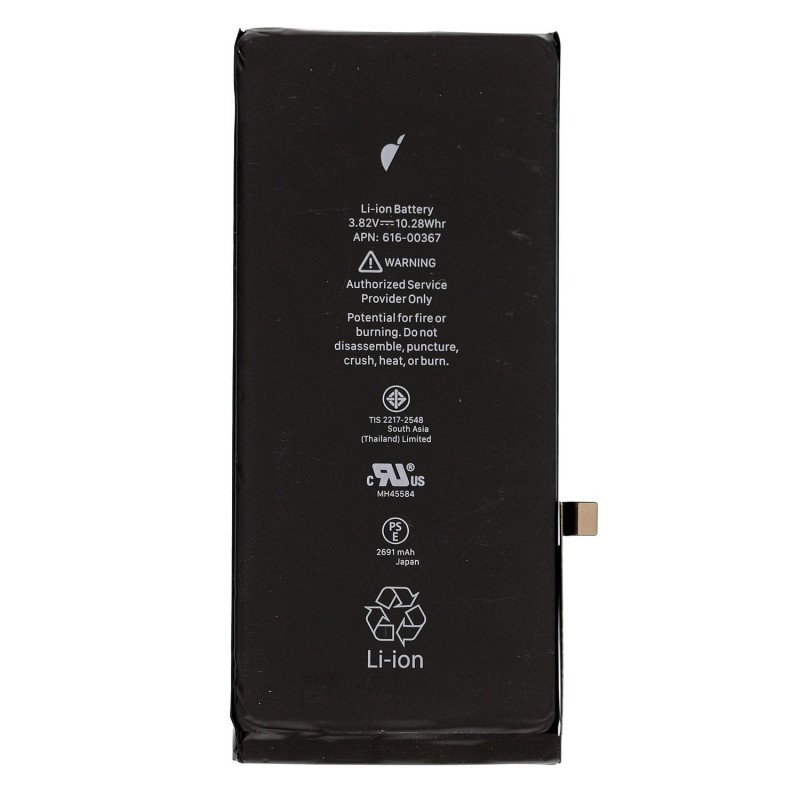 Li-ion Battery
3.82V⎓10.28Whr
APN: 616-00367
WARNING
Authorized Service
Provider Only
Potential for fire or
burning. Do not
disassemble, puncture,
crush, heat, or burn.
TIS 2217-2548
South Asia
(Thailand) Limited
c RU® US
MH45584
PS
E
2691 mAh
Japan
Li-ion